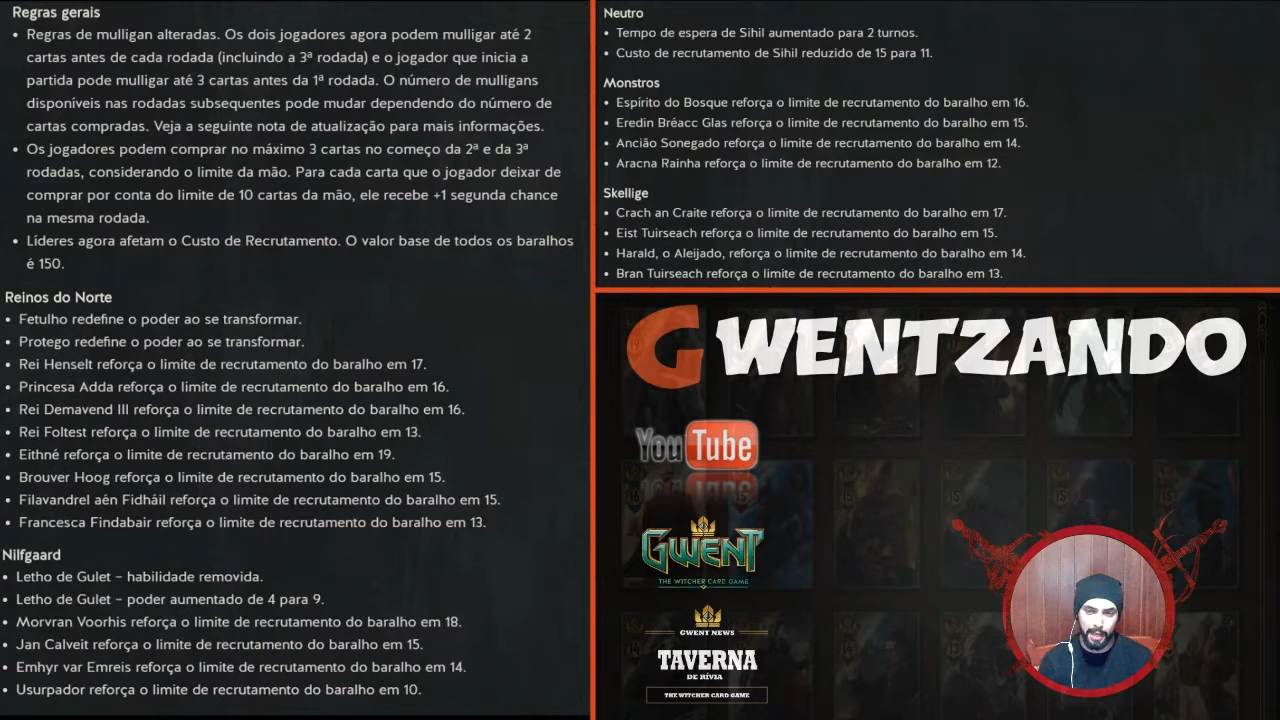 Regras gerais
• Regras de mulligan alteradas. Os dois jogadores agora podem mulligar até 2
cartas antes de cada rodada (incluindo a 3ª rodada) e o jogador que inicia a
partida pode mulligar até 3 cartas antes da 1ª rodada. O número de mulligans
disponíveis nas rodadas subsequentes pode mudar dependendo do número de
cartas compradas. Veja a seguinte nota de atualização para mais informações.
• Os jogadores podem comprar no máximo 3 cartas no começo da 2ª e da 3ª
rodadas, considerando o limite da mão. Para cada carta que o jogador deixar de
comprar por conta do limite de 10 cartas da mão, ele recebe +1 segunda chance
na mesma rodada.
• Líderes agora afetam o Custo de Recrutamento. O valor base de todos os baralhos
é 150.
Reinos do Norte
• Fetulho redefine o poder ao se transformar.
• Protego redefine o poder ao se transformar.
• Rei Henselt reforça o limite de recrutamento do baralho em 17.
• Princesa Adda reforça o limite de recrutamento do baralho em 16.
• Rei Demavend III reforça o limite de recrutamento do baralho em 16.
• Rei Foltest reforça o limite de recrutamento do baralho em 13.
• Eithné reforça o limite de recrutamento do baralho em 19.
• Brouver Hoog reforça o limite de recrutamento do baralho em 15.
• Filavandrel aén Fidháil reforça o limite de recrutamento do baralho em 15.
• Francesca Findabair reforça o limite de recrutamento do baralho em 13.
Nilfgaard
• Letho de Gulet – habilidade removida.
• Letho de Gulet – poder aumentado de 4 para 9.
• Morvran Voorhis reforça o limite de recrutamento do baralho em 18.
• Jan Calveit reforça o limite de recrutamento do baralho em 15.
• Emhyr var Emreis reforça o limite de recrutamento do baralho em 14.
• Usurpador reforça o limite de recrutamento do baralho em 10.
Neutro
• Tempo de espera de Sihil aumentado para 2 turnos.
• Custo de recrutamento de Sihil reduzido de 15 para 11.
Monstros
• Espírito do Bosque reforça o limite de recrutamento do baralho em 16.
• Eredin Bréacc Glas reforça o limite de recrutamento do baralho em 15.
• Ancião Sonegado reforça o limite de recrutamento do baralho em 14.
• Aracna Rainha reforça o limite de recrutamento do baralho em 12.
Skellige
• Crach an Craite reforça o limite de recrutamento do baralho em 17.
• Eist Tuirseach reforça o limite de recrutamento do baralho em 15.
• Harald, o Aleijado, reforça o limite de recrutamento do baralho em 14.
• Bran Tuirseach reforça o limite de recrutamento do baralho em 13.
GWENTZANDO
YouTube
GWENT
THE WITCHER CARD GAME
GWENT NEWS
TAVERNA
DE RÍVIA
THE WITCHER CARD GAME